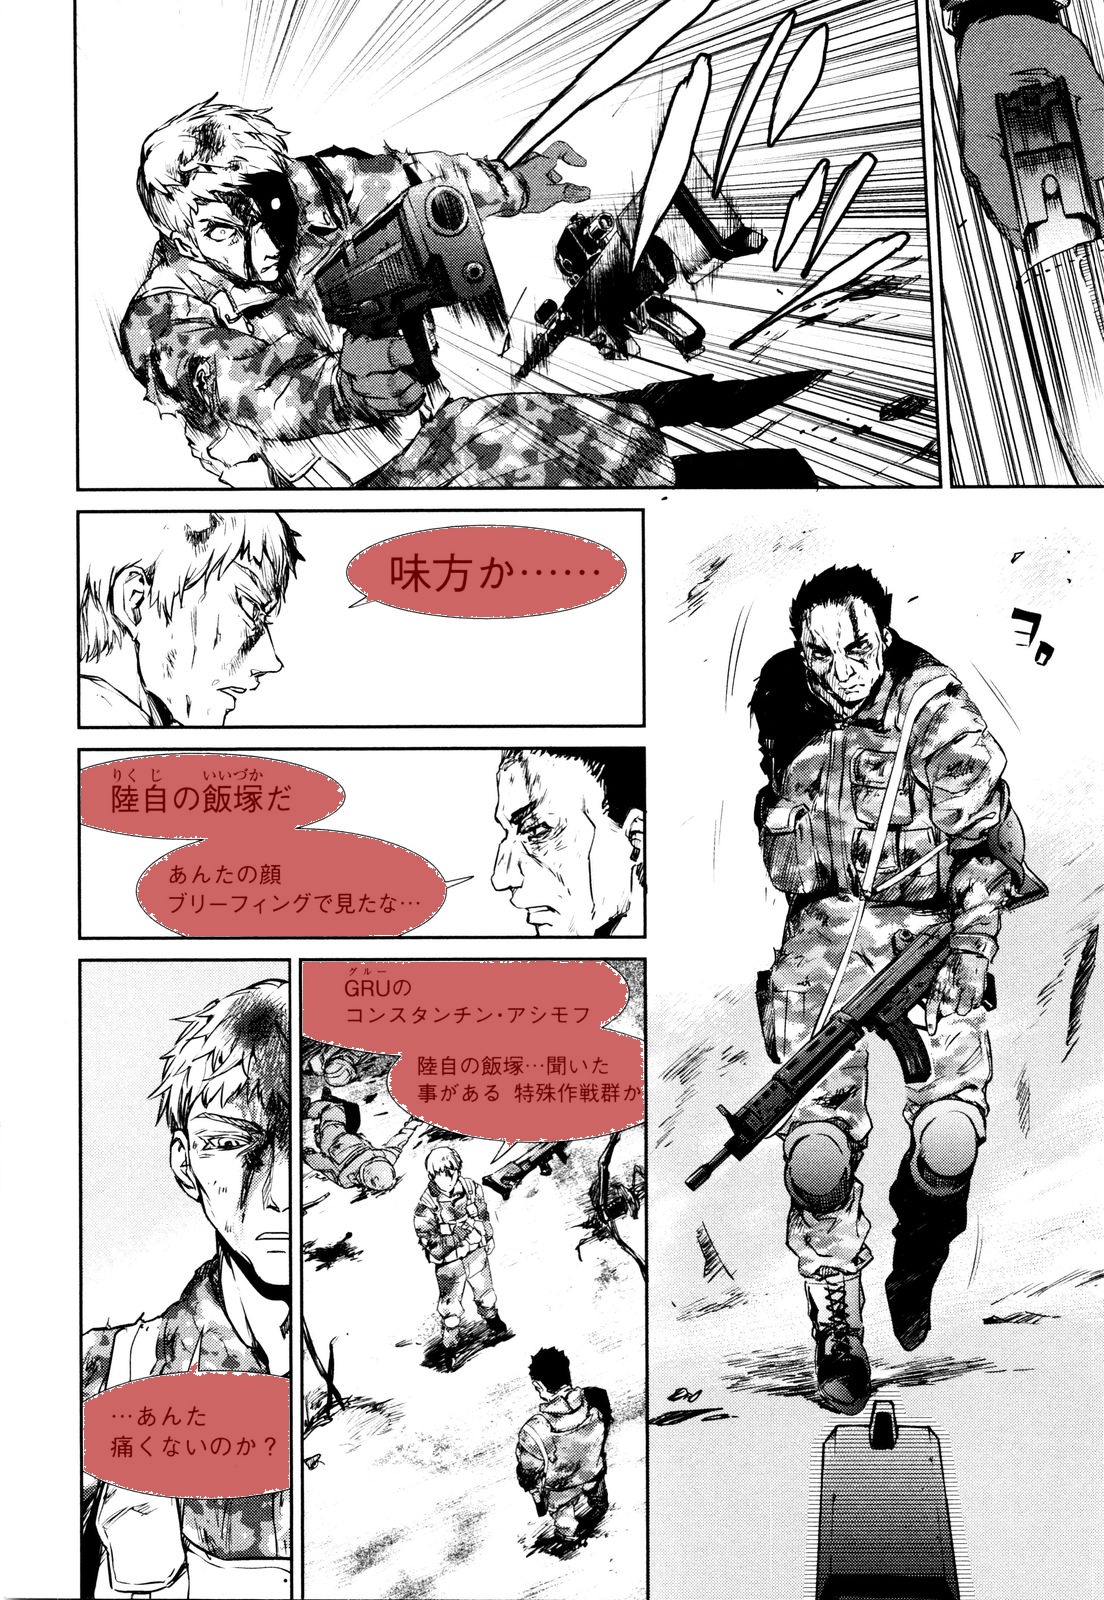 ヨロ
味方か……
りくじ いいづか
陸自の飯塚だ
あんたの顔
ブリーフィングで見たな…
グルー
GRUの
コンスタンチン・アシモフ
陸自の飯塚…聞いた
事がある 特殊作戦群か
…あんた
痛くないのか？